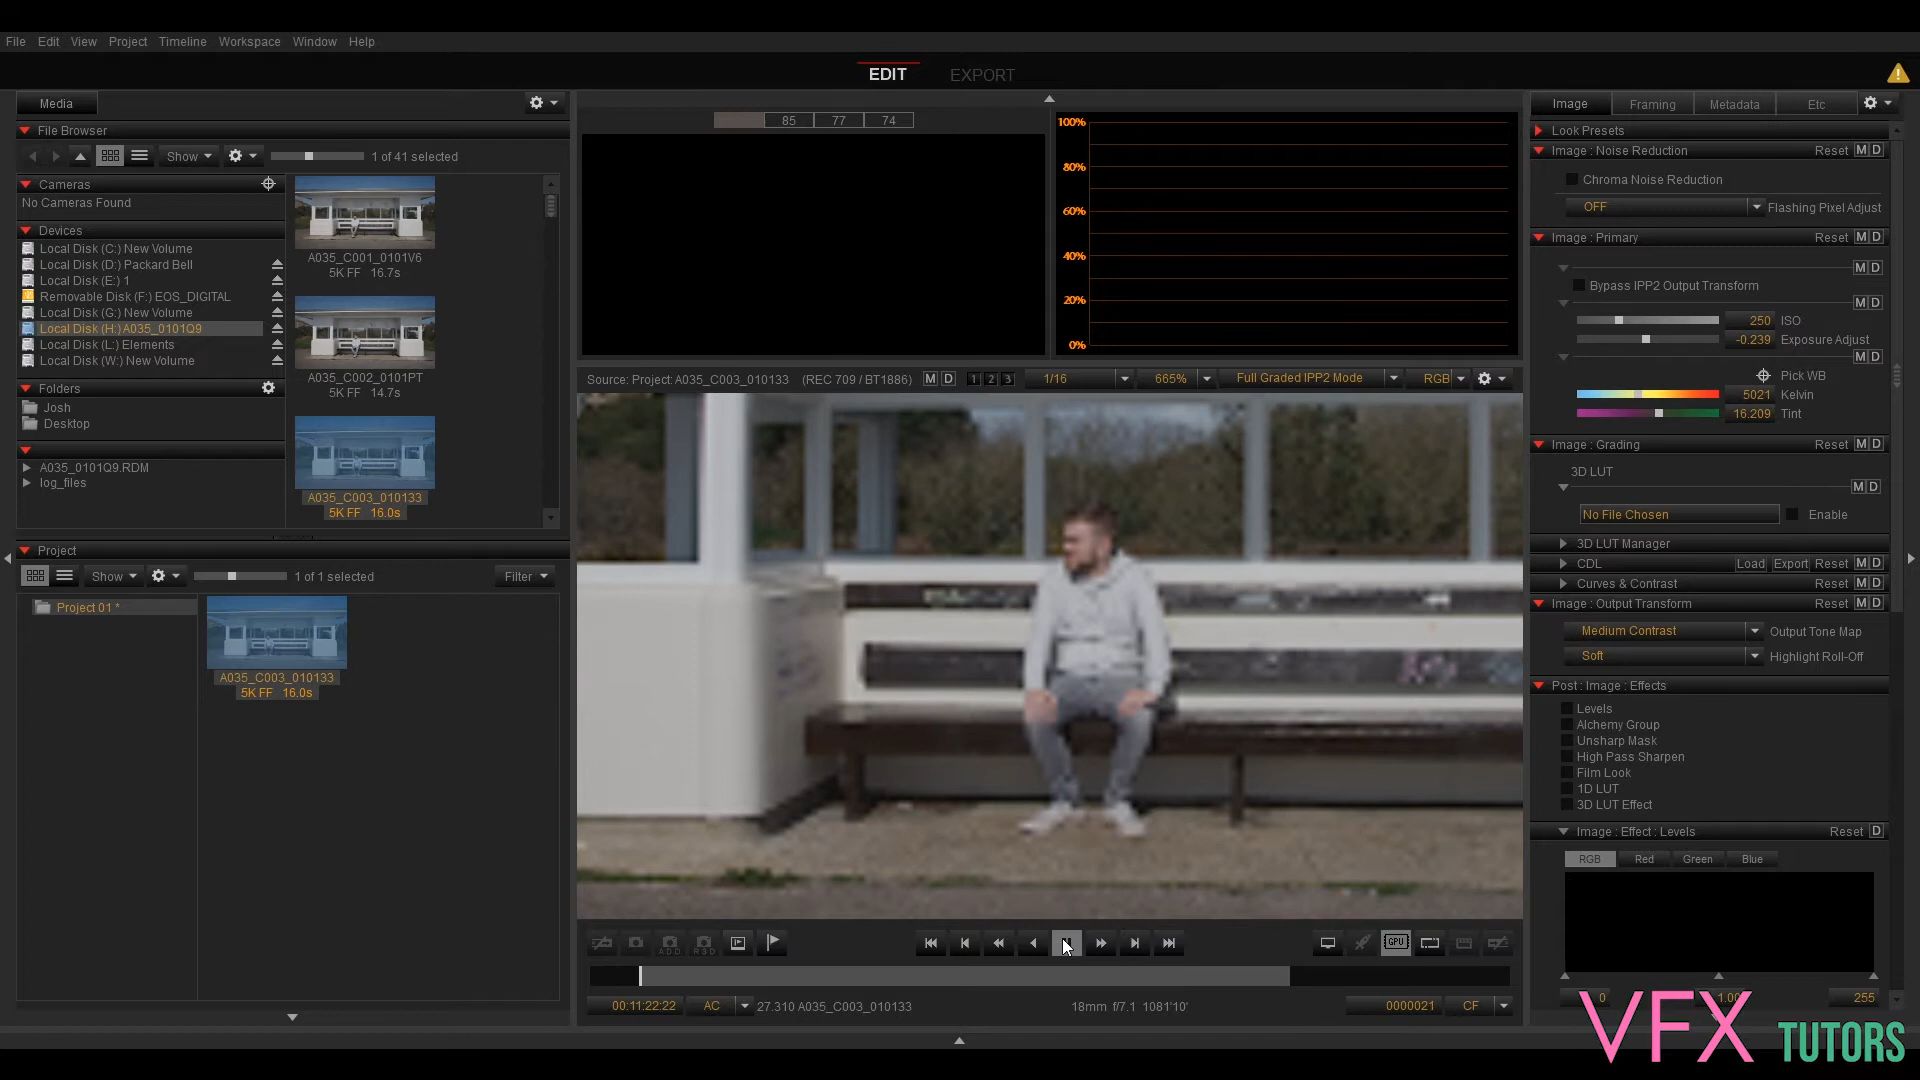 File Edit View Project Timeline Workspace Window Help
EDIT EXPORT
Media
File Browser
Show 1 of 41 selected
Cameras
No Cameras Found
Devices
Local Disk (C:) New Volume
Local Disk (D:) Packard Bell
Local Disk (E:) 1
Removable Disk (F:) EOS_DIGITAL
Local Disk (G:) New Volume
Local Disk (H:) A035_0101Q9
Local Disk (L:) Elements
Local Disk (W:) New Volume
Folders
Josh
Desktop
A035_0101Q9.RDM
log_files
A035_C001_0101V6
5K FF 16.7s
A035_C002_0101PT
5K FF 14.7s
A035_C003_010133
5K FF 16.0s
Project
Show 1 of 1 selected Filter
Project 01 *
A035_C003_010133
5K FF 16.0s
85 77 74
100%
80%
60%
40%
20%
0%
Source: Project: A035_C003_010133 (REC 709 / BT1886) M D 1 2 3 1/16 665% Full Graded IPP2 Mode RGB
ADD R3D GPU
00:11:22:22 AC 27.310 A035_C003_010133 18mm f/7.1 1081'10' 0000021 CF
Image Framing Metadata Etc
Look Presets
Image : Noise Reduction Reset M D
Chroma Noise Reduction
OFF Flashing Pixel Adjust
Image : Primary Reset M D
M D
Bypass IPP2 Output Transform
M D
250 ISO
-0.239 Exposure Adjust
M D
Pick WB
5021 Kelvin
16.209 Tint
Image : Grading Reset M D
3D LUT
M D
No File Chosen Enable
3D LUT Manager
CDL Load Export Reset M D
Curves & Contrast Reset M D
Image : Output Transform Reset M D
Medium Contrast Output Tone Map
Soft Highlight Roll-Off
Post : Image : Effects
Levels
Alchemy Group
Unsharp Mask
High Pass Sharpen
Film Look
1D LUT
3D LUT Effect
Image : Effect : Levels Reset D
RGB Red Green Blue
0 1.00 255
VFX TUTORS